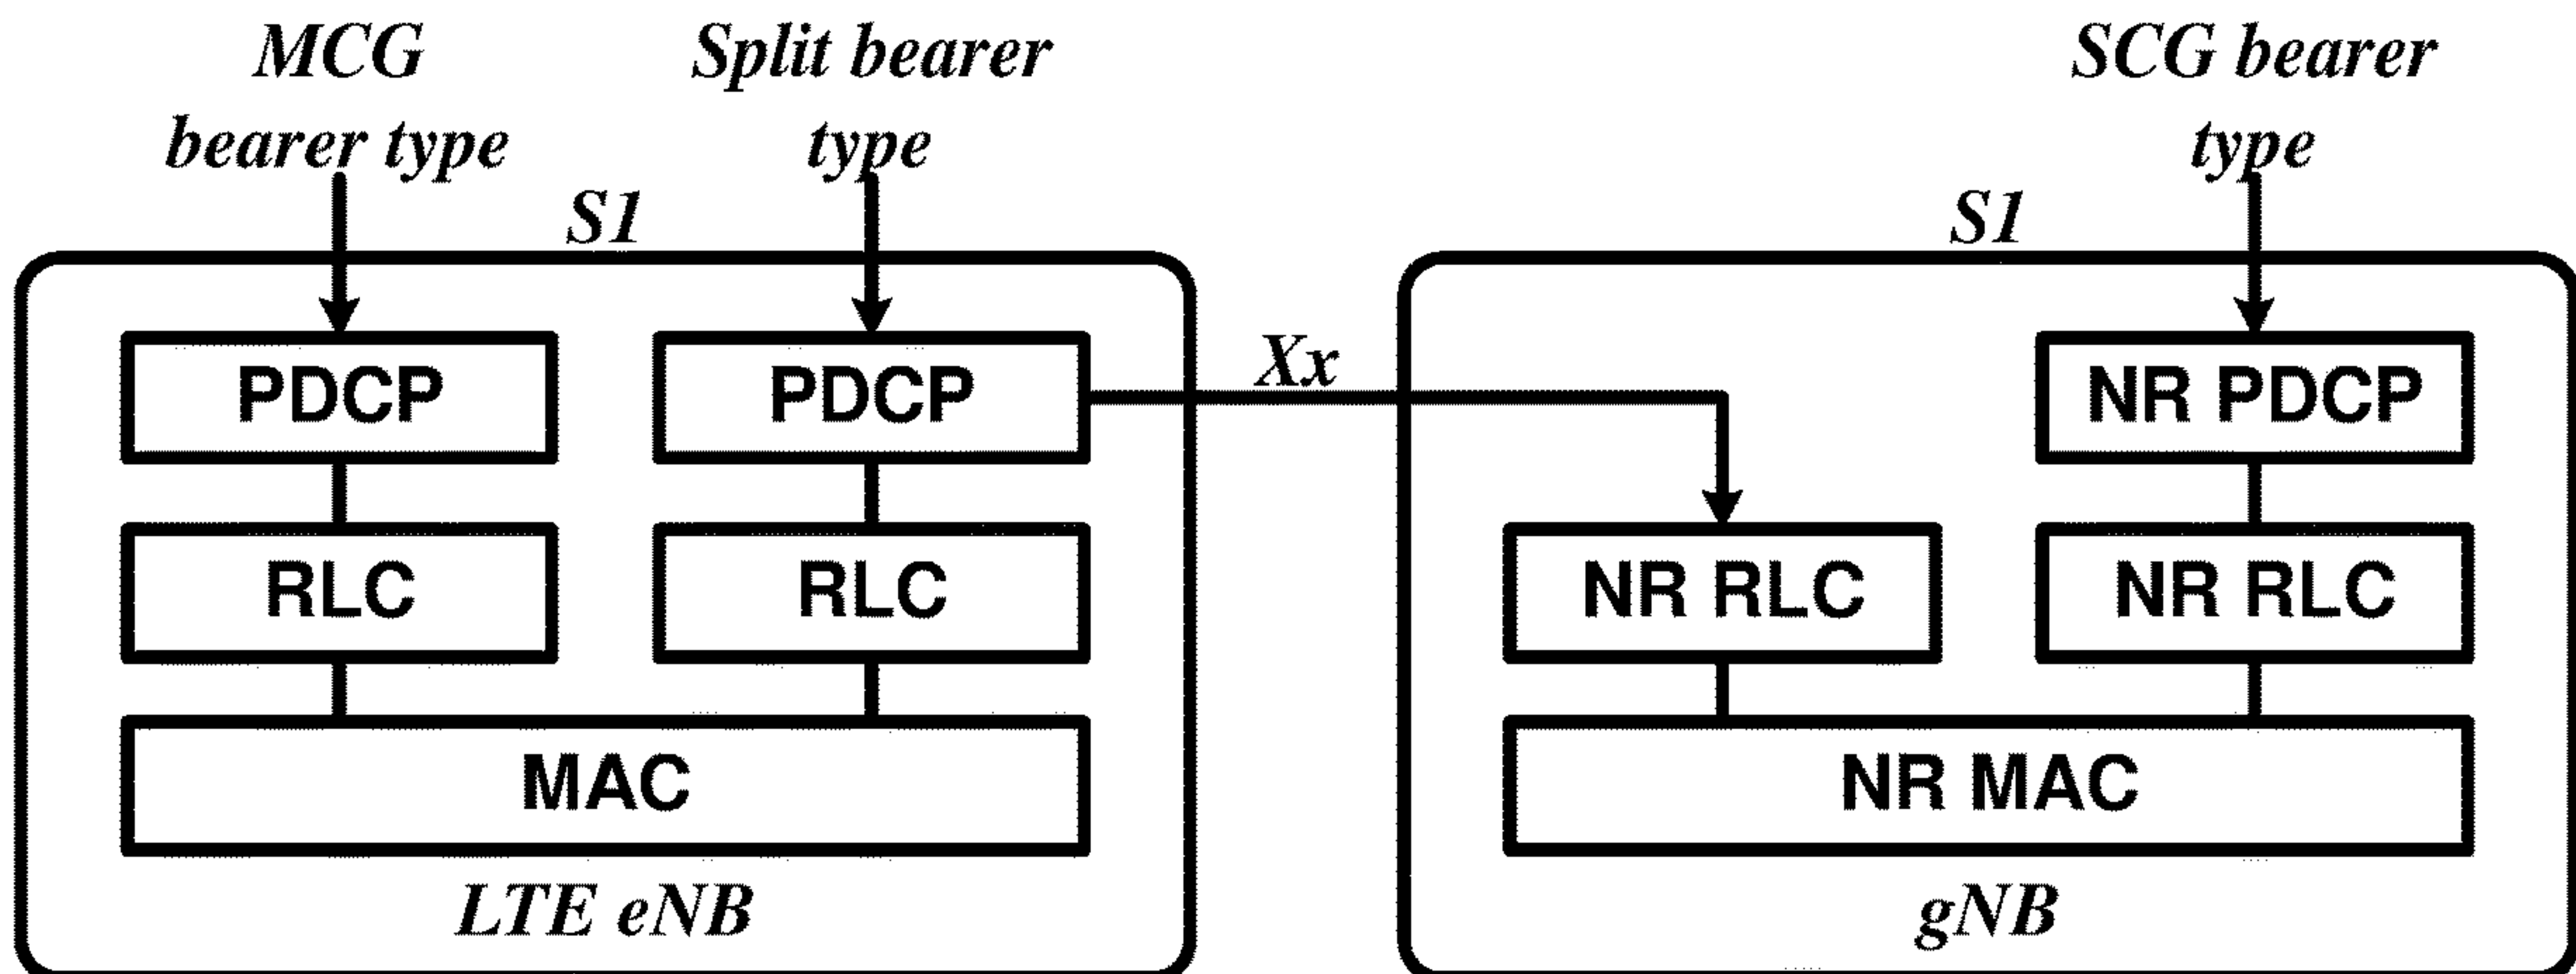 MCG
bearer type
Split bearer
type
SCG bearer
type
S1
S1
Xx
PDCP
PDCP
NR PDCP
RLC
RLC
NR RLC
NR RLC
MAC
NR MAC
LTE eNB
gNB